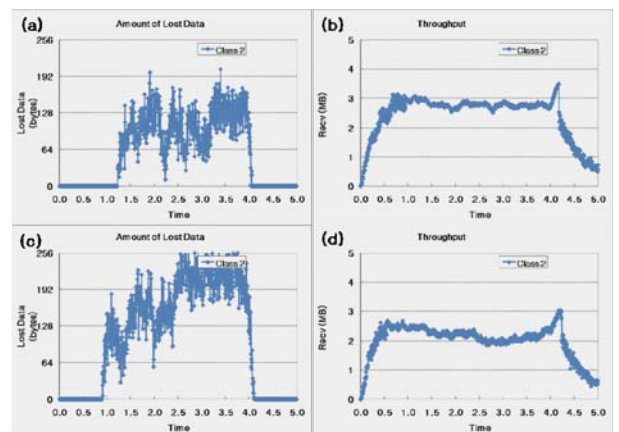 (a)
Amount of Lost Data
Class 2
256
192
128
64
0
Lost Data
(bytes)
0.0 0.5 1.0 1.5 2.0 2.5 3.0 3.5 4.0 4.5 5.0
Time
(b)
Throughput
Class 2
5
4
3
2
1
0
Recv (MB)
0.0 0.5 1.0 1.5 2.0 2.5 3.0 3.5 4.0 4.5 5.0
Time
(c)
Amount of Lost Data
Class 2
256
192
128
64
0
Lost Data
(bytes)
0.0 0.5 1.0 1.5 2.0 2.5 3.0 3.5 4.0 4.5 5.0
Time
(d)
Throughput
Class 2
5
4
3
2
1
0
Recv (MB)
0.0 0.5 1.0 1.5 2.0 2.5 3.0 3.5 4.0 4.5 5.0
Time